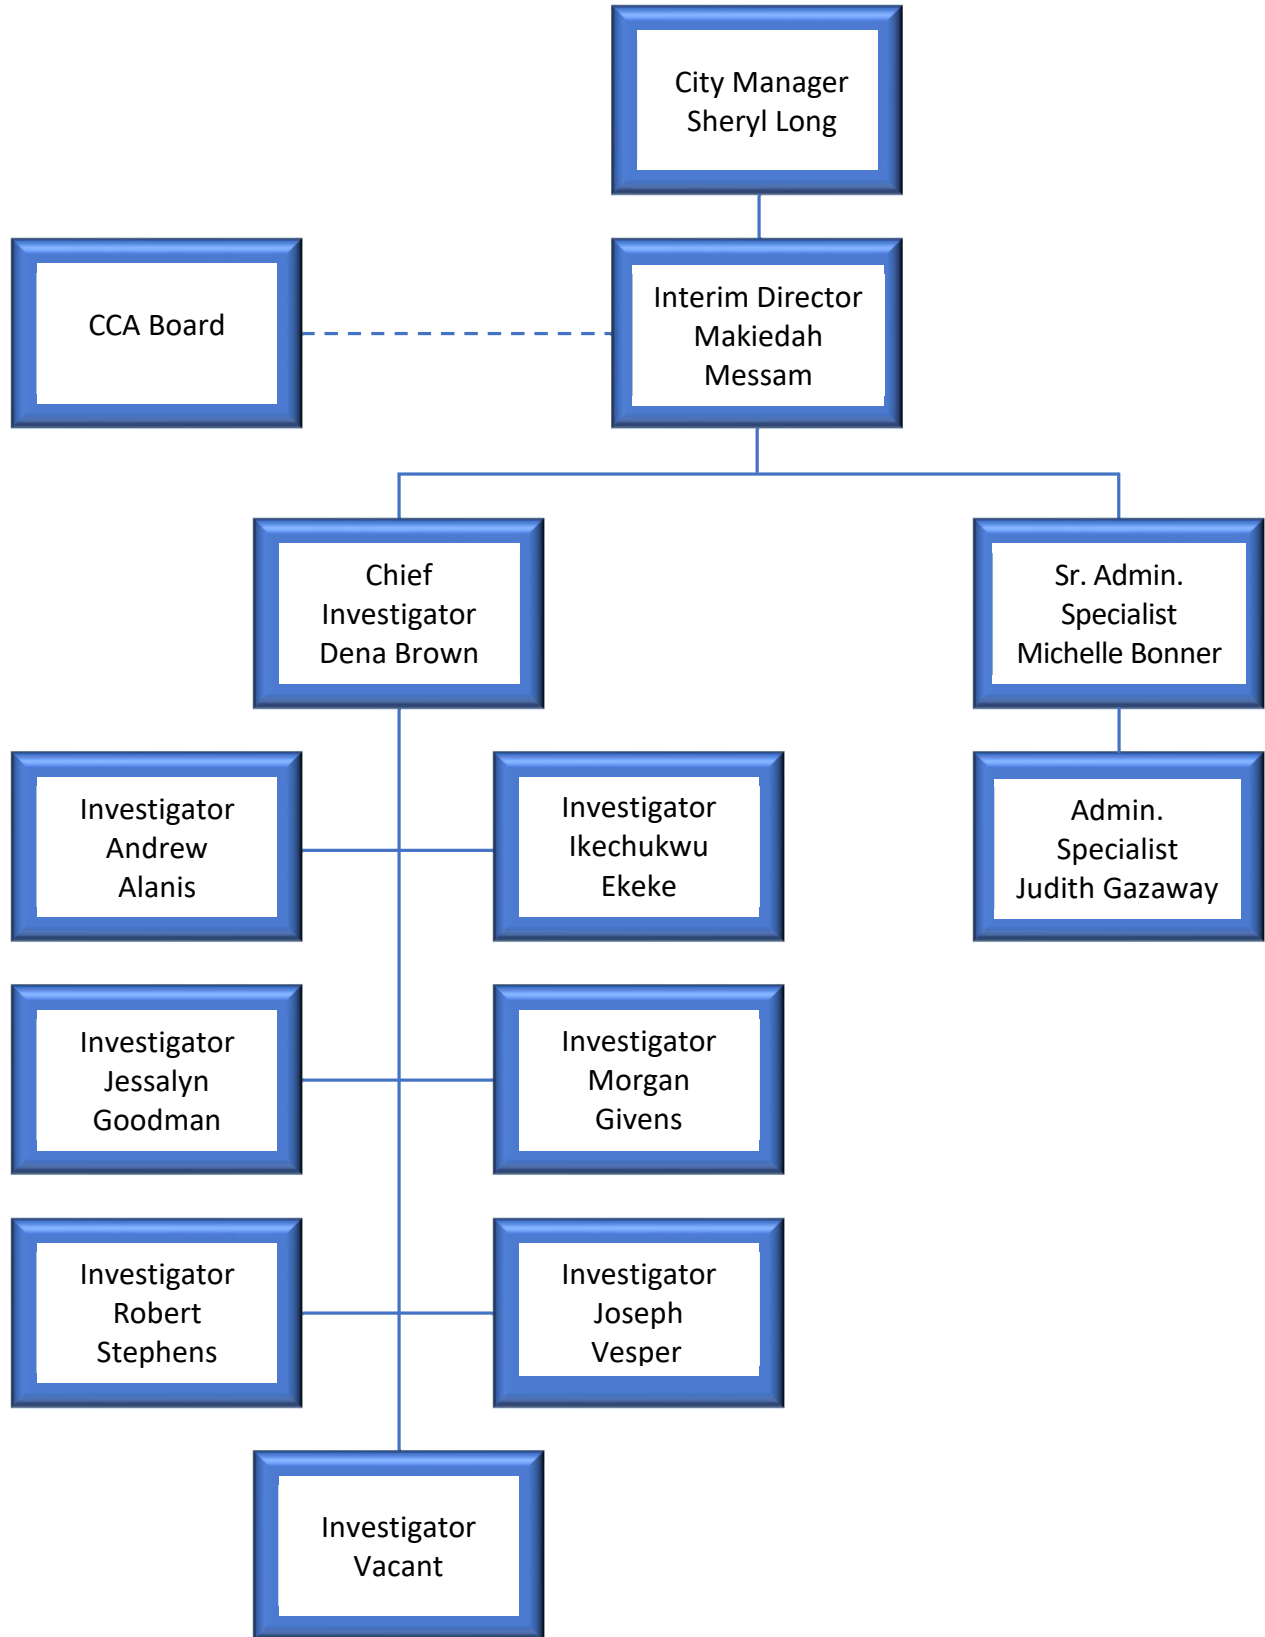 City Manager
Sheryl Long
CCA Board
Interim Director
Makiedah
Messam
Chief
Investigator
Dena Brown
Sr. Admin.
Specialist
Michelle Bonner
Investigator
Andrew
Alanis
Investigator
Ikechukwu
Ekeke
Admin.
Specialist
Judith Gazaway
Investigator
Jessalyn
Goodman
Investigator
Morgan
Givens
Investigator
Robert
Stephens
Investigator
Joseph
Vesper
Investigator
Vacant